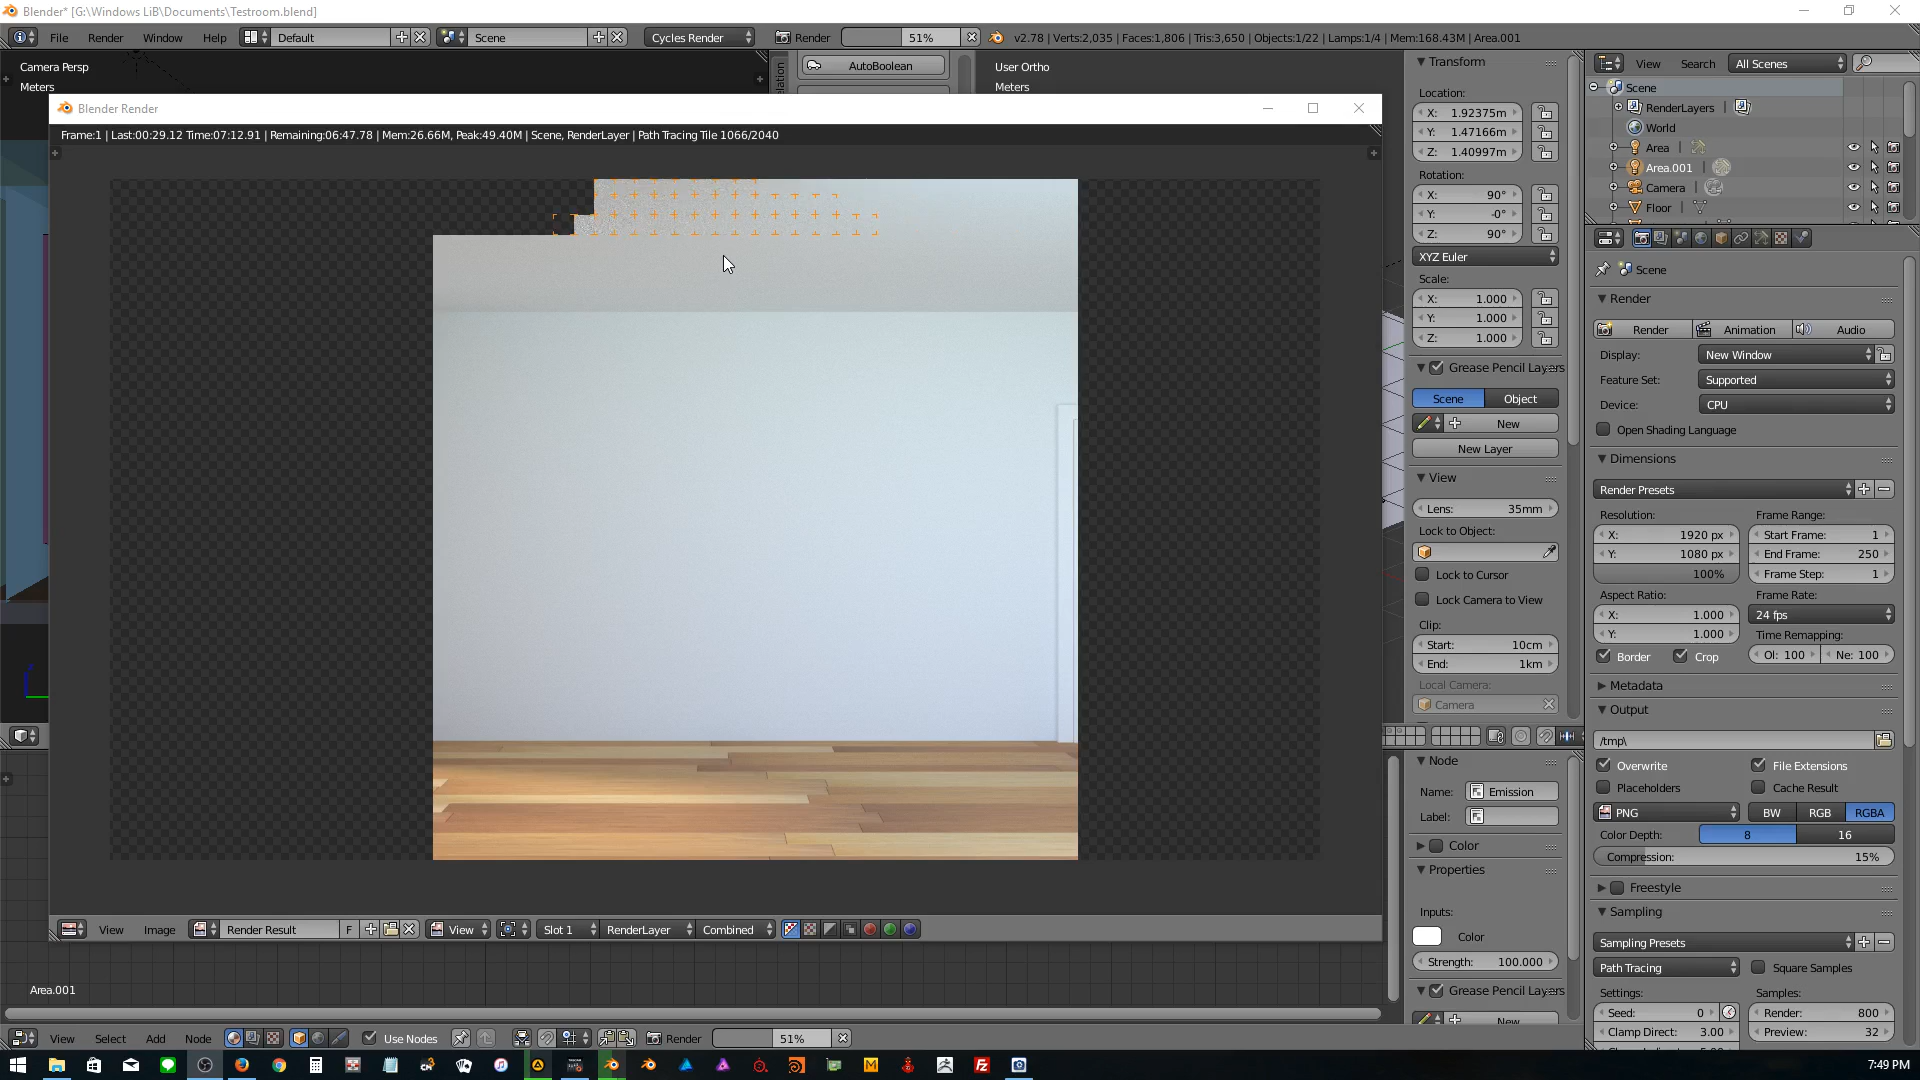 Blender* [G:\Windows LiB\Documents\Testroom.blend]
File Render Window Help Default Scene Cycles Render Render 51% v2.78 | Verts:2,035 | Faces:1,806 | Tris:3,650 | Objects:1/22 | Lamps:1/4 | Mem:168.43M | Area.001
Camera Persp
Meters
AutoBoolean
User Ortho
Meters
Blender Render
Frame:1 | Last:00:29.12 Time:07:12.91 | Remaining:06:47.78 | Mem:26.66M, Peak:49.40M | Scene, RenderLayer | Path Tracing Tile 1066/2040
View Image Render Result F View Slot 1 RenderLayer Combined
Area.001
View Select Add Node Use Nodes Render 51%
Transform
Location:
X: 1.92375m
Y: 1.47166m
Z: 1.40997m
Rotation:
X: 90°
Y: -0°
Z: 90°
XYZ Euler
Scale:
X: 1.000
Y: 1.000
Z: 1.000
Grease Pencil Layers
Scene Object
New
New Layer
View
Lens: 35mm
Lock to Object:
Lock to Cursor
Lock Camera to View
Clip:
Start: 10cm
End: 1km
Local Camera:
Camera
Node
Name: Emission
Label:
Color
Properties
Inputs:
Color
Strength: 100.000
Grease Pencil Layers
New
View Search All Scenes
Scene
RenderLayers |
World
Area |
Area.001 |
Camera |
Floor |
Scene
Render
Render Animation Audio
Display: New Window
Feature Set: Supported
Device: CPU
Open Shading Language
Dimensions
Render Presets
Resolution: Frame Range:
X: 1920 px Start Frame: 1
Y: 1080 px End Frame: 250
100% Frame Step: 1
Aspect Ratio: Frame Rate:
X: 1.000 24 fps
Y: 1.000 Time Remapping:
Border Crop Ol: 100 Ne: 100
Metadata
Output
/tmp\
Overwrite File Extensions
Placeholders Cache Result
PNG BW RGB RGBA
Color Depth: 8 16
Compression: 15%
Freestyle
Sampling
Sampling Presets
Path Tracing Square Samples
Settings: Samples:
Seed: 0 Render: 800
Clamp Direct: 3.00 Preview: 32
7:49 PM